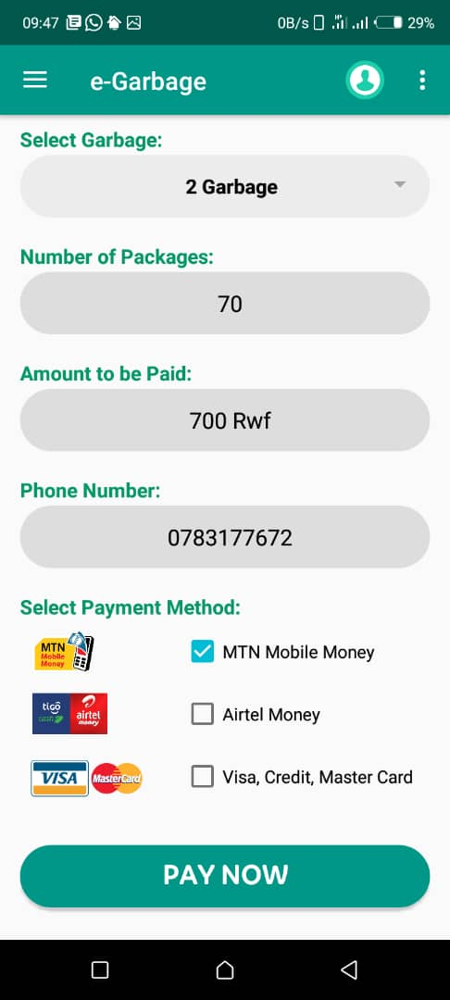 09:47 0B/s 29%
e-Garbage
Select Garbage:
2 Garbage
Number of Packages:
70
Amount to be Paid:
700 Rwf
Phone Number:
0783177672
Select Payment Method:
MTN
Mobile
Money
MTN Mobile Money
tigo
cash
airtel
money
Airtel Money
VISA
MasterCard
Visa, Credit, Master Card
PAY NOW